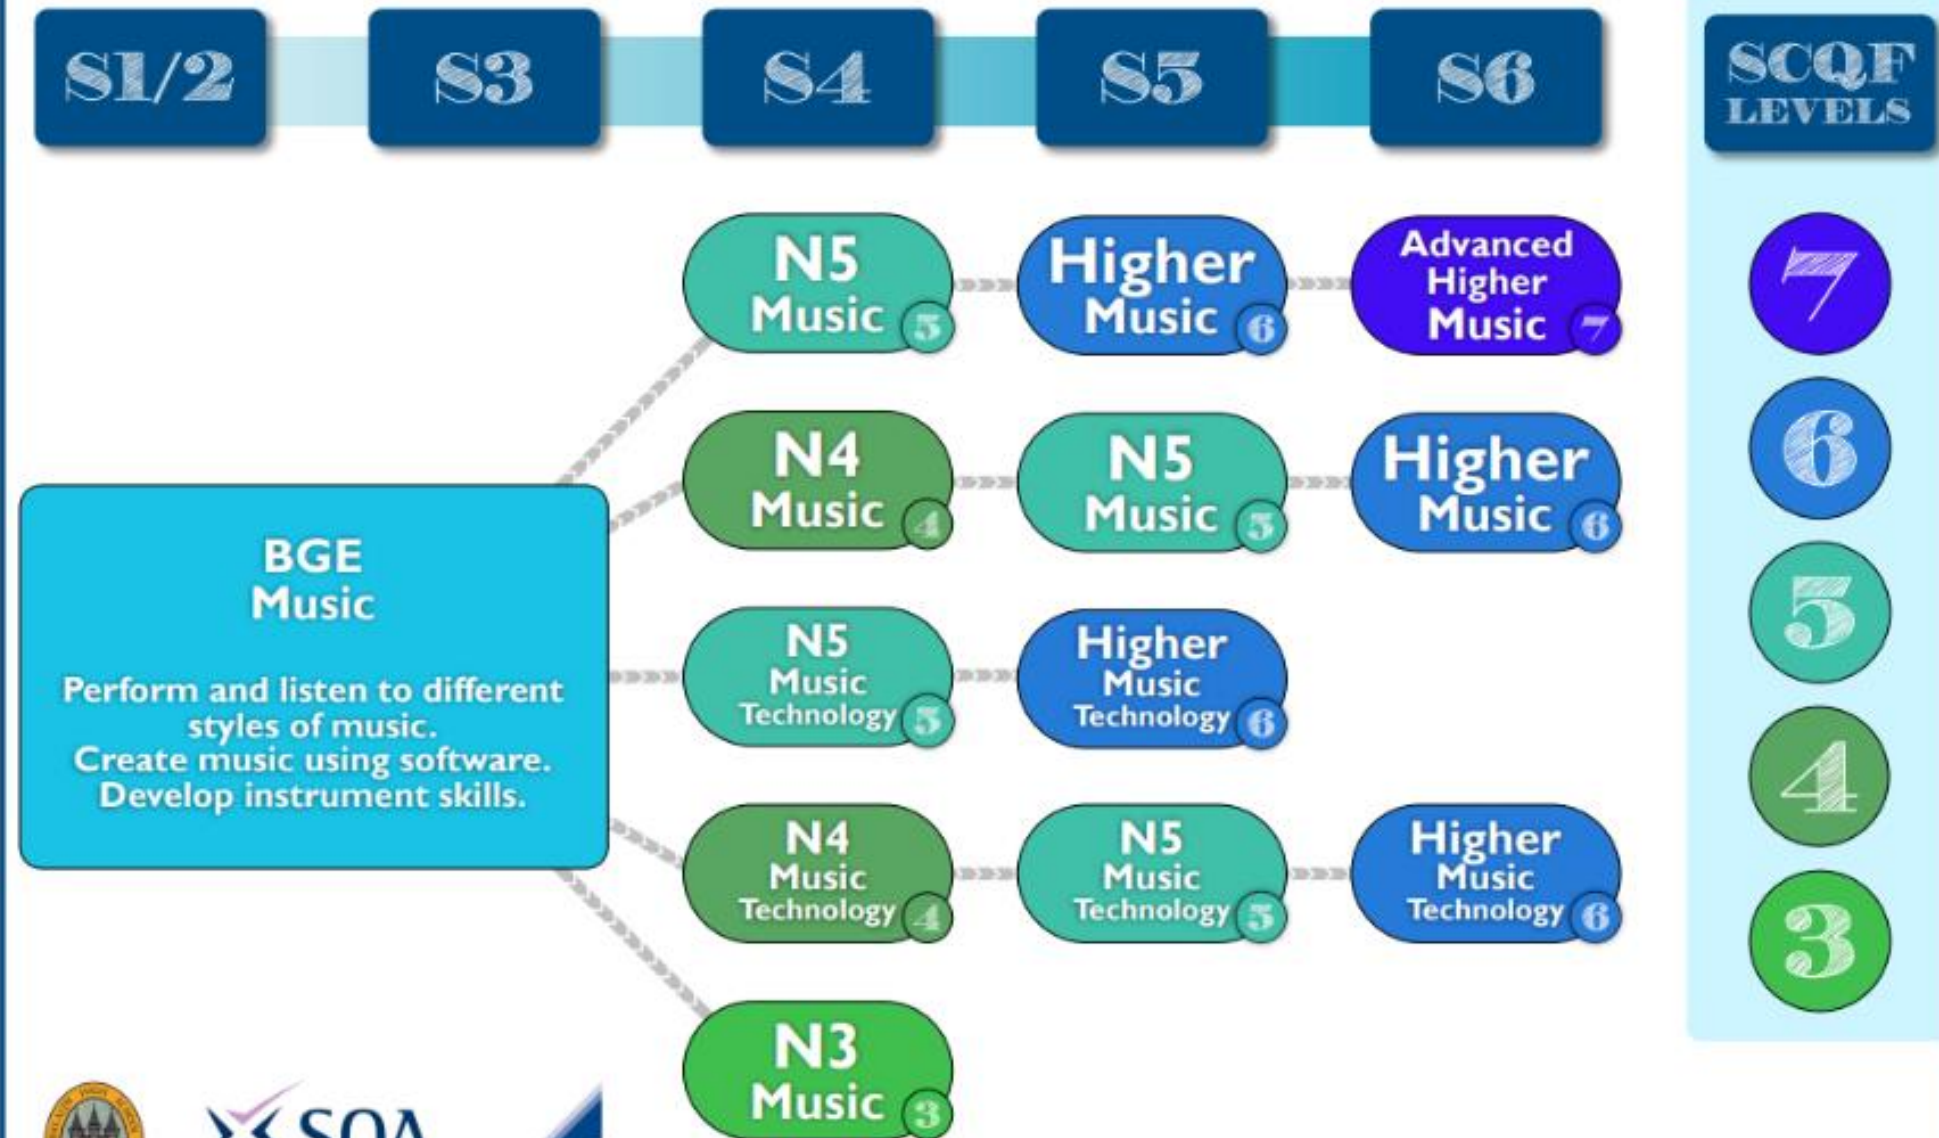 S1/2
S3
S4
S5
S6
SCQF
LEVELS
N5
Music
5
Higher
Music
6
Advanced
Higher
Music
7
N4
Music
4
N5
Music
5
Higher
Music
6
BGE
Music
Perform and listen to different
styles of music.
Create music using software.
Develop instrument skills.
N5
Music
Technology
5
Higher
Music
Technology
6
N4
Music
Technology
4
N5
Music
Technology
5
Higher
Music
Technology
6
N3
Music
3
7
6
5
4
3
HIGH SCHOOL
SQA